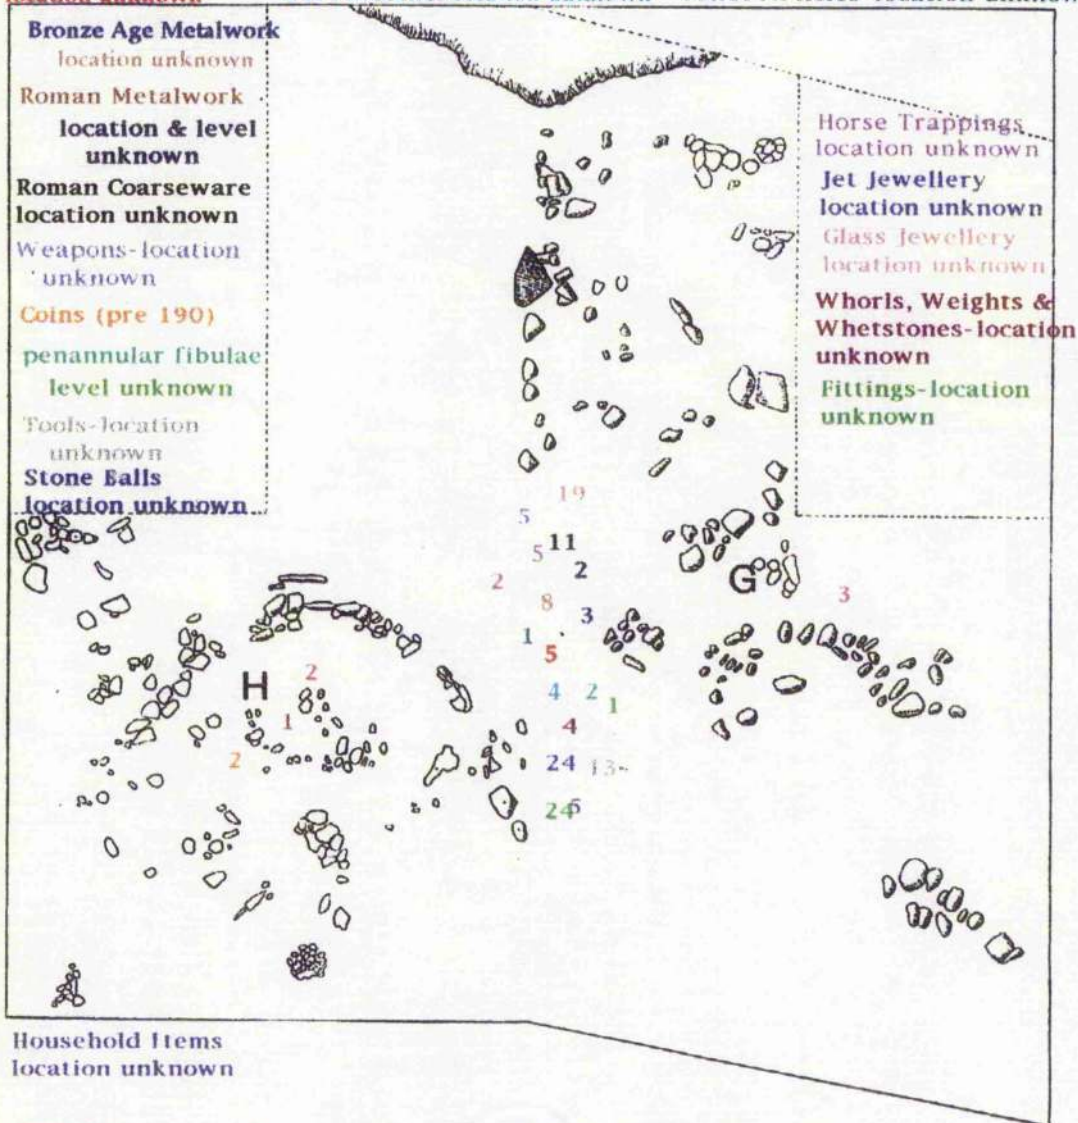 Bronze Age Metalwork
location unknown
Roman Metalwork
location & level
unknown
Roman Coarseware
location unknown
Weapons-location
unknown
Coins (pre 190)
penannular fibulae
level unknown
Tools-location
unknown
Stone Balls
location unknown
Horse Trappings
location unknown
Jet Jewellery
location unknown
Glass Jewellery
location unknown
Whorls, Weights &
Whetstones-location
unknown
Fittings-location
unknown
19
5
5 11
2
2
8
3
G
3
1
5
H
2
4 2
1
1
4
2
24 13
24 6
Household Items
location unknown